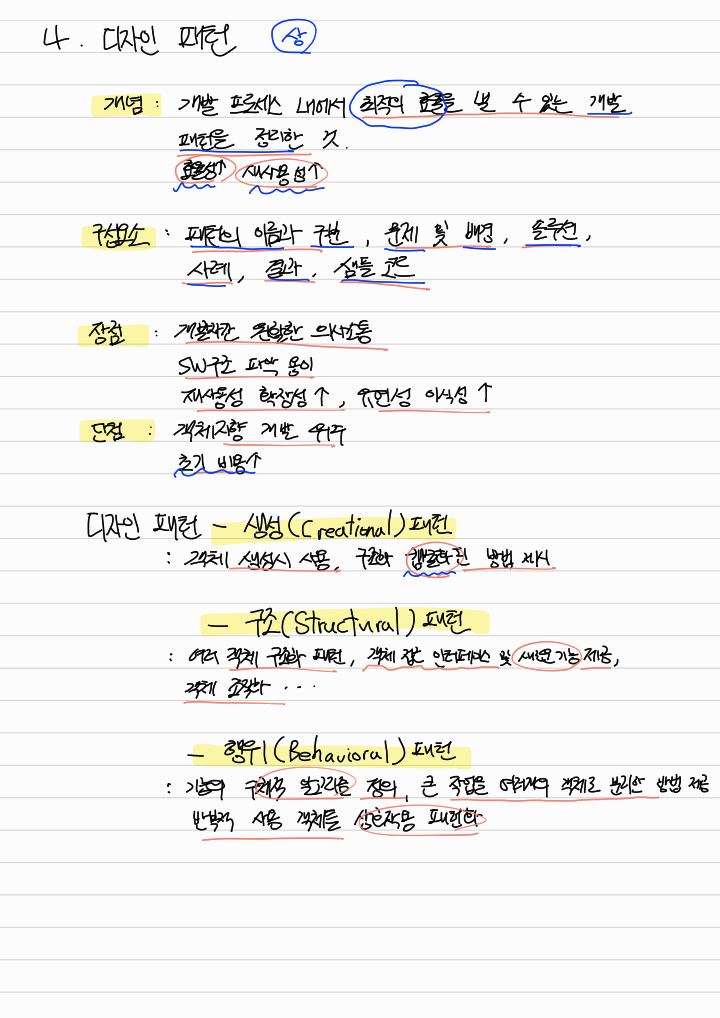 4. 디자인 패턴 상
개념 : 개발 프로세스 내에서 최적의 효율을 낼 수 있는 개발
패턴을 정리한 것.
효율성↑ 재사용성↑
구성요소 : 패턴의 이름과 구분, 문제 및 배경, 솔루션,
사례, 결과, 샘플 코드
장점 : 개발자간 원활한 의사소통
SW구조 파악 용이
재사용성 확장성↑, 유연성 이식성↑
단점 : 객체지향 개발 위주
초기 비용↑
디자인 패턴 - 생성(Creational) 패턴
: 객체 생성시 사용, 구조화 캡슐화된 방법 제시
- 구조(Structural) 패턴
: 여러 객체 구조화 패턴, 객체 접근 인터페이스 및 새로운 기능 제공,
객체 조직화 ...
- 행위(Behavioral) 패턴
: 기능의 구체적 알고리즘 정의, 큰 작업을 여러개의 객체로 분리한 방법 제공
반복적 사용 객체를 상호작용 패턴화